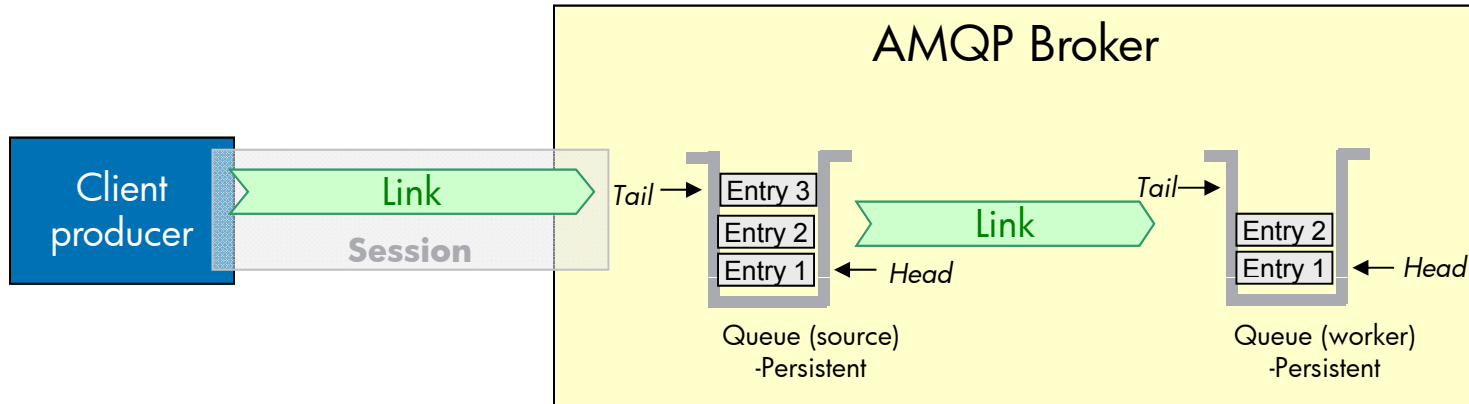 AMQP Broker
Client
producer
Link
Session
Tail
Entry 3
Entry 2
Entry 1
Head
Queue (source)
-Persistent
Link
Tail
Entry 2
Entry 1
Head
Queue (worker)
-Persistent